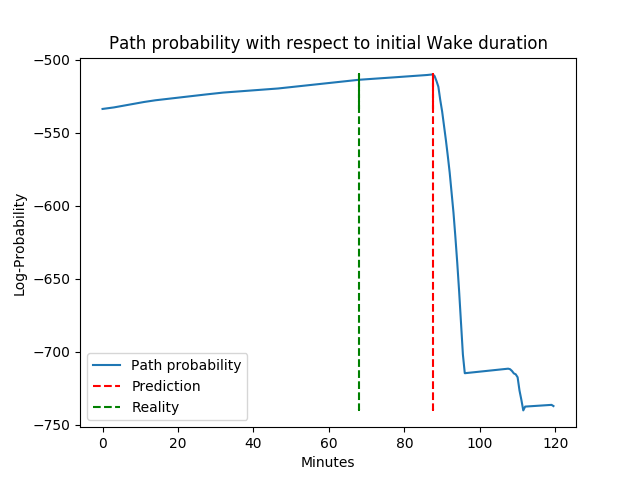 Path probability with respect to initial Wake duration
−500
−550
−600
−650
−700
−750
Log-Probability
Path probability
Prediction
Reality
0 20 40 60 80 100 120
Minutes